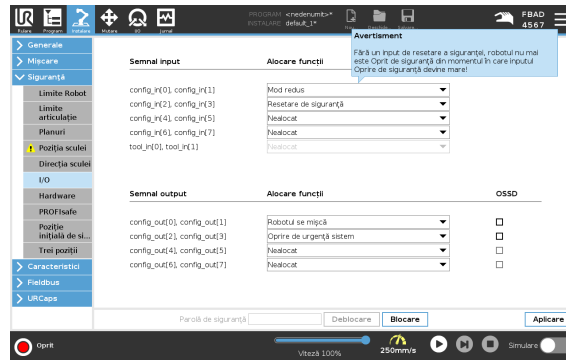 PROGRAM <nedenumit>*
INSTALARE default_1*
FBAD
4567
Rulare Program Instalare Mutare I/O Jurnal
Avertisment
Fără un input de resetare a siguranței, robotul nu mai
este Oprit de siguranță din momentul în care inputul
Oprire de siguranță devine mare!
Generale
Mișcare
Siguranță
Limite Robot
Limite
articulație
Planuri
Poziția sculei
Direcția sculei
I/O
Hardware
PROFIsafe
Poziție
inițială de si...
Trei poziții
Caracteristici
Fieldbus
URCaps
Semnal input Alocare funcții
config_in[0], config_in[1] Mod redus
config_in[2], config_in[3] Resetare de siguranță
config_in[4], config_in[5] Nealocat
config_in[6], config_in[7] Nealocat
tool_in[0], tool_in[1] Nealocat
Semnal output Alocare funcții OSSD
config_out[0], config_out[1] Robotul se mișcă
config_out[2], config_out[3] Oprire de urgență sistem
config_out[4], config_out[5] Nealocat
config_out[6], config_out[7] Nealocat
Parolă de siguranță Deblocare Blocare Aplicare
Oprit Viteză 100% 250mm/s Simulare